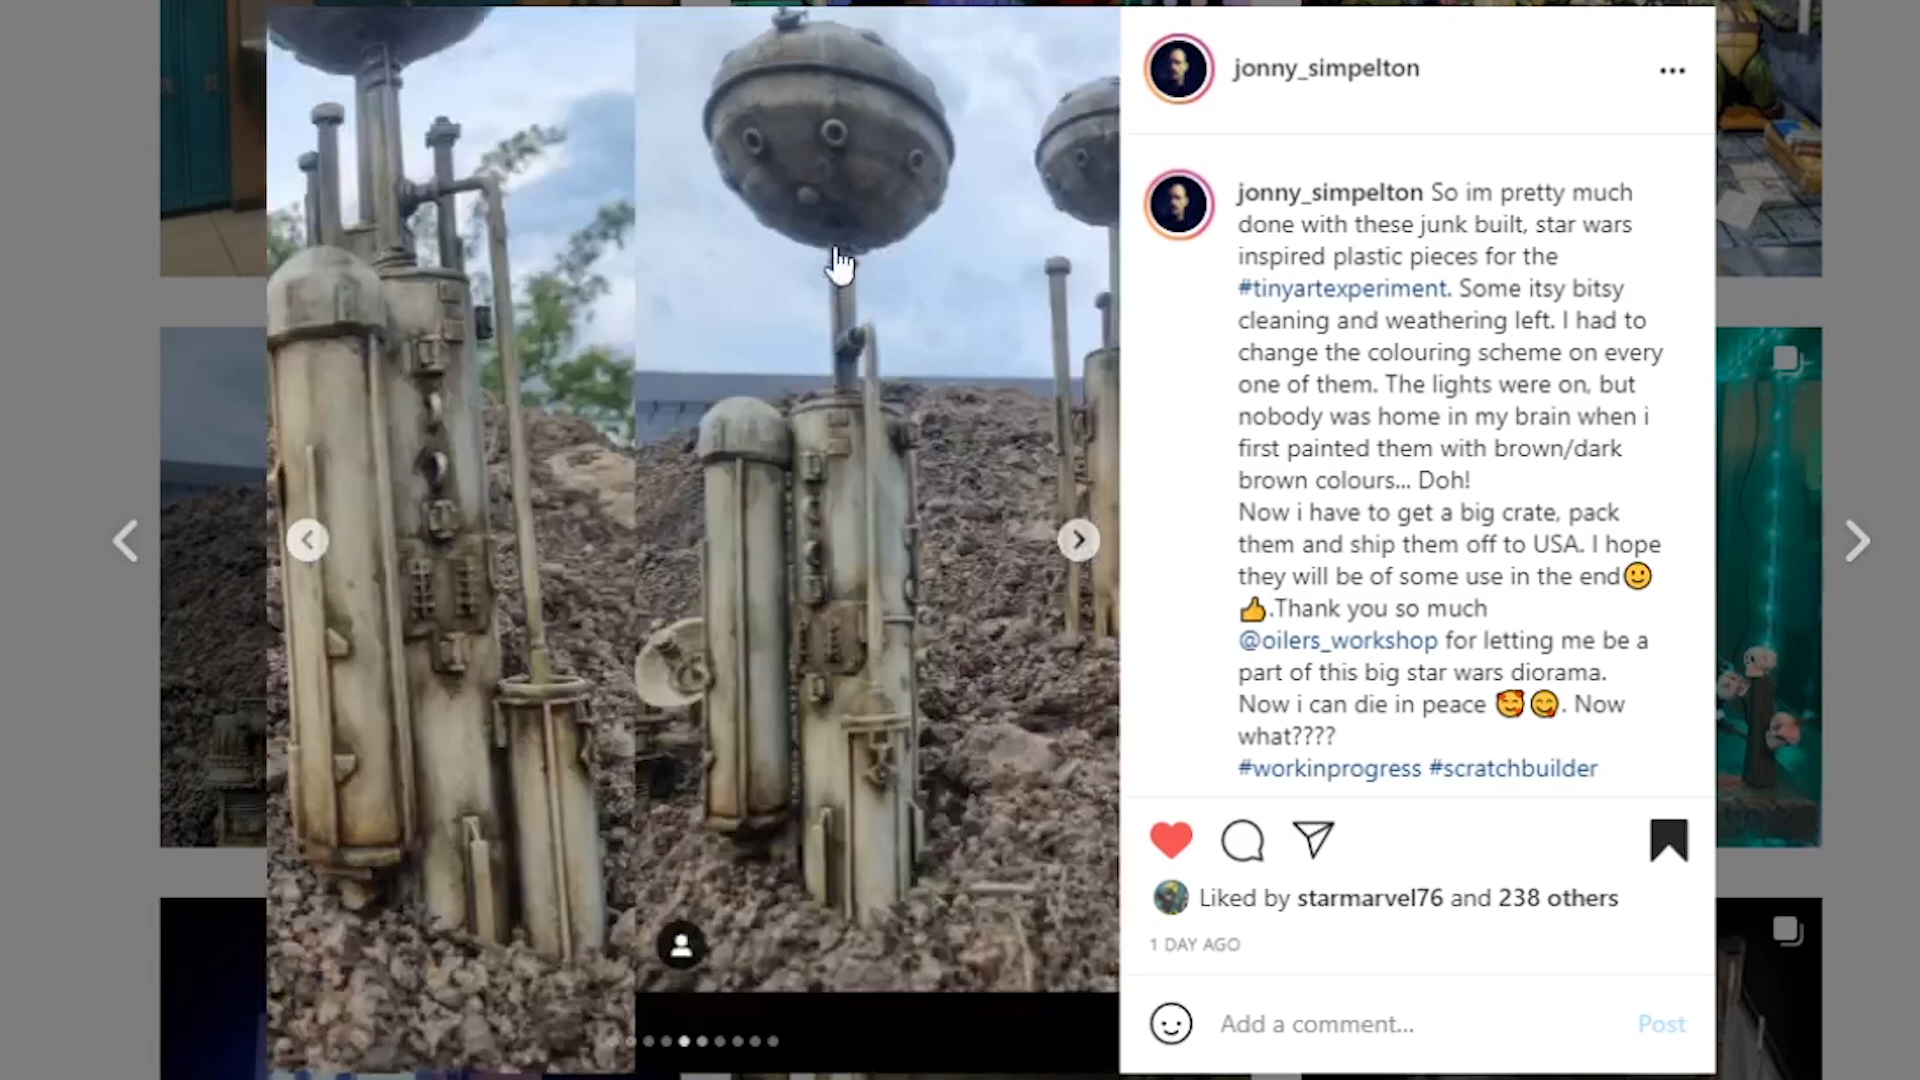 jonny_simpelton
jonny_simpelton So im pretty much
done with these junk built, star wars
inspired plastic pieces for the
#tinyartexperiment. Some itsy bitsy
cleaning and weathering left. I had to
change the colouring scheme on every
one of them. The lights were on, but
nobody was home in my brain when i
first painted them with brown/dark
brown colours... Doh!
Now i have to get a big crate, pack
them and ship them off to USA. I hope
they will be of some use in the end🙂
👍.Thank you so much
@oilers_workshop for letting me be a
part of this big star wars diorama.
Now i can die in peace 🥰😋. Now
what????
#workinprogress #scratchbuilder
Liked by starmarvel76 and 238 others
1 DAY AGO
Add a comment...
Post